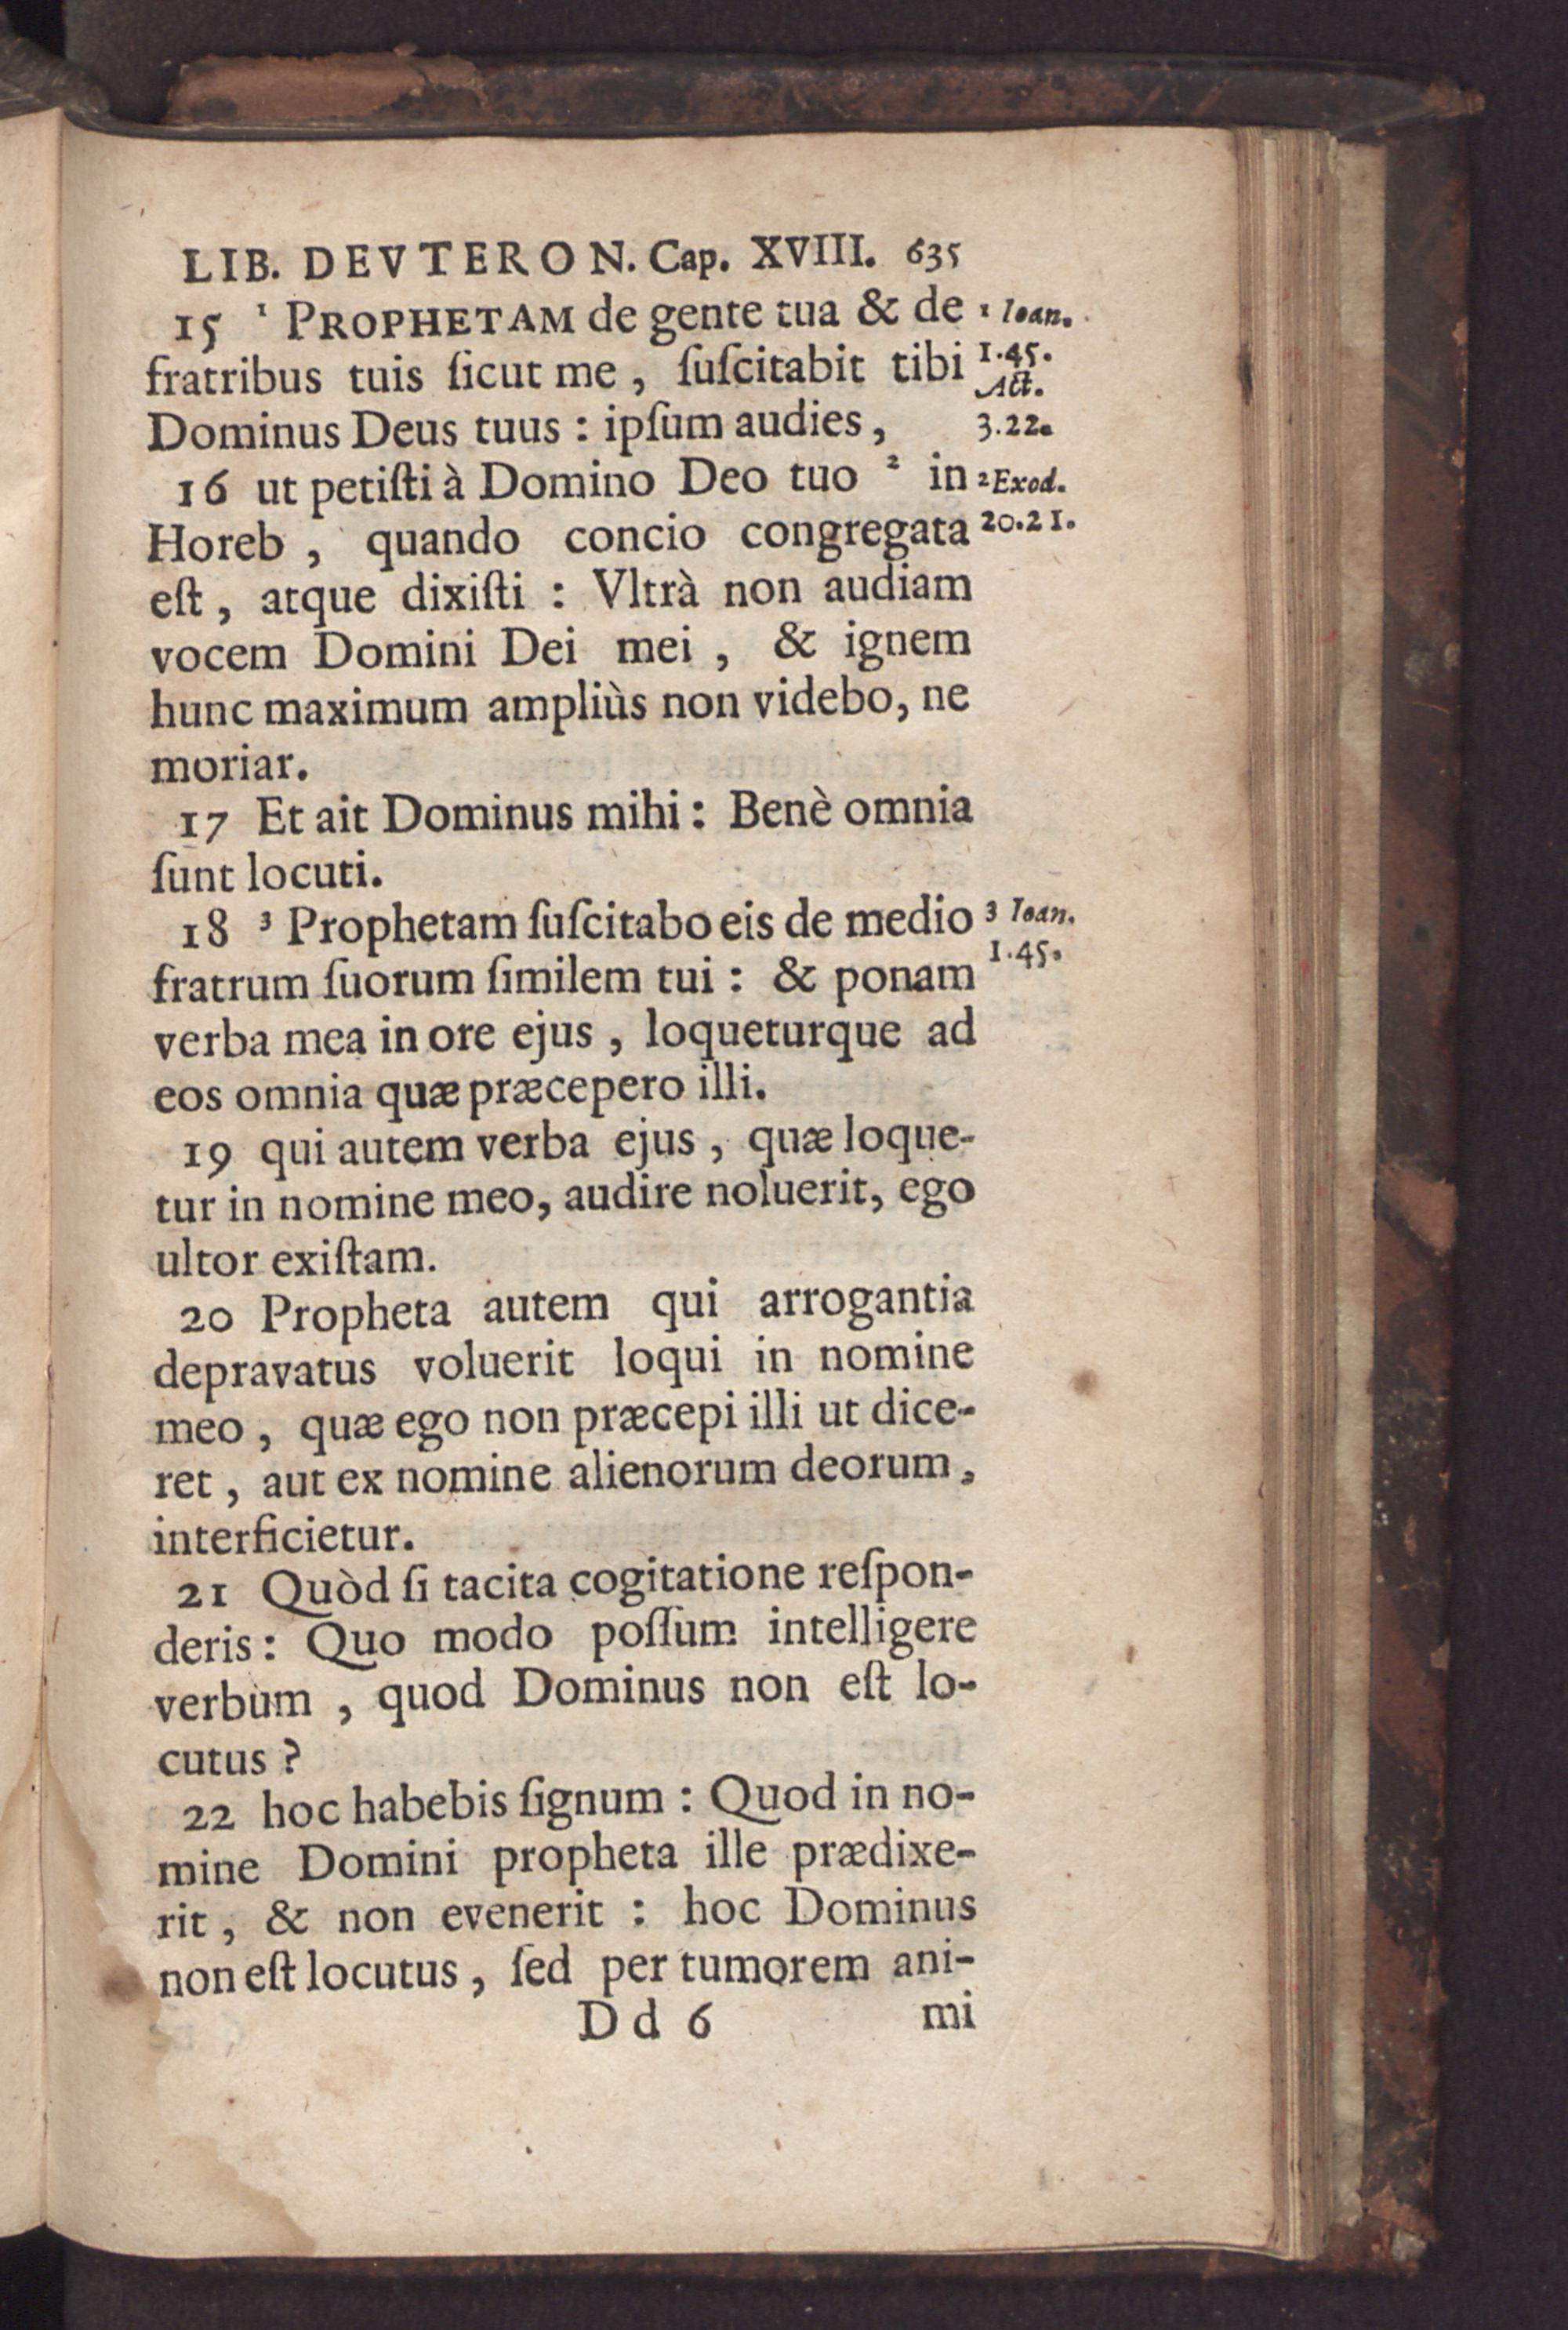 LIB. DEVTERON. Cap. XVIII. 635
15 ¹ PROPHETAM de gente tua & de
fratribus tuis ſicut me, ſuſcitabit tibi
Dominus Deus tuus : ipſum audies,
16 ut petiſti à Domino Deo tuo ² in
Horeb, quando concio congregata
eſt, atque dixiſti : Vltrà non audiam
vocem Domini Dei mei, & ignem
hunc maximum ampliùs non videbo, ne
moriar.
17 Et ait Dominus mihi : Benè omnia
ſunt locuti.
18 ³ Prophetam ſuſcitabo eis de medio
fratrum ſuorum ſimilem tui : & ponam
verba mea in ore ejus, loqueturque ad
eos omnia quæ præcepero illi.
19 qui autem verba ejus, quæ loque-
tur in nomine meo, audire noluerit, ego
ultor exiſtam.
20 Propheta autem qui arrogantia
depravatus voluerit loqui in nomine
meo, quæ ego non præcepi illi ut dice-
ret, aut ex nomine alienorum deorum,
interficietur.
21 Quòd ſi tacita cogitatione reſpon-
deris : Quo modo poſſum intelligere
verbum, quod Dominus non eſt lo-
cutus ?
22 hoc habebis ſignum : Quod in no-
mine Domini propheta ille prædixe-
rit, & non evenerit : hoc Dominus
non eſt locutus, ſed per tumorem ani-
Dd 6 mi
1 Ioan.
1.45.
Act.
3.22.
2 Exod.
20.21.
3 Ioan.
1.45.